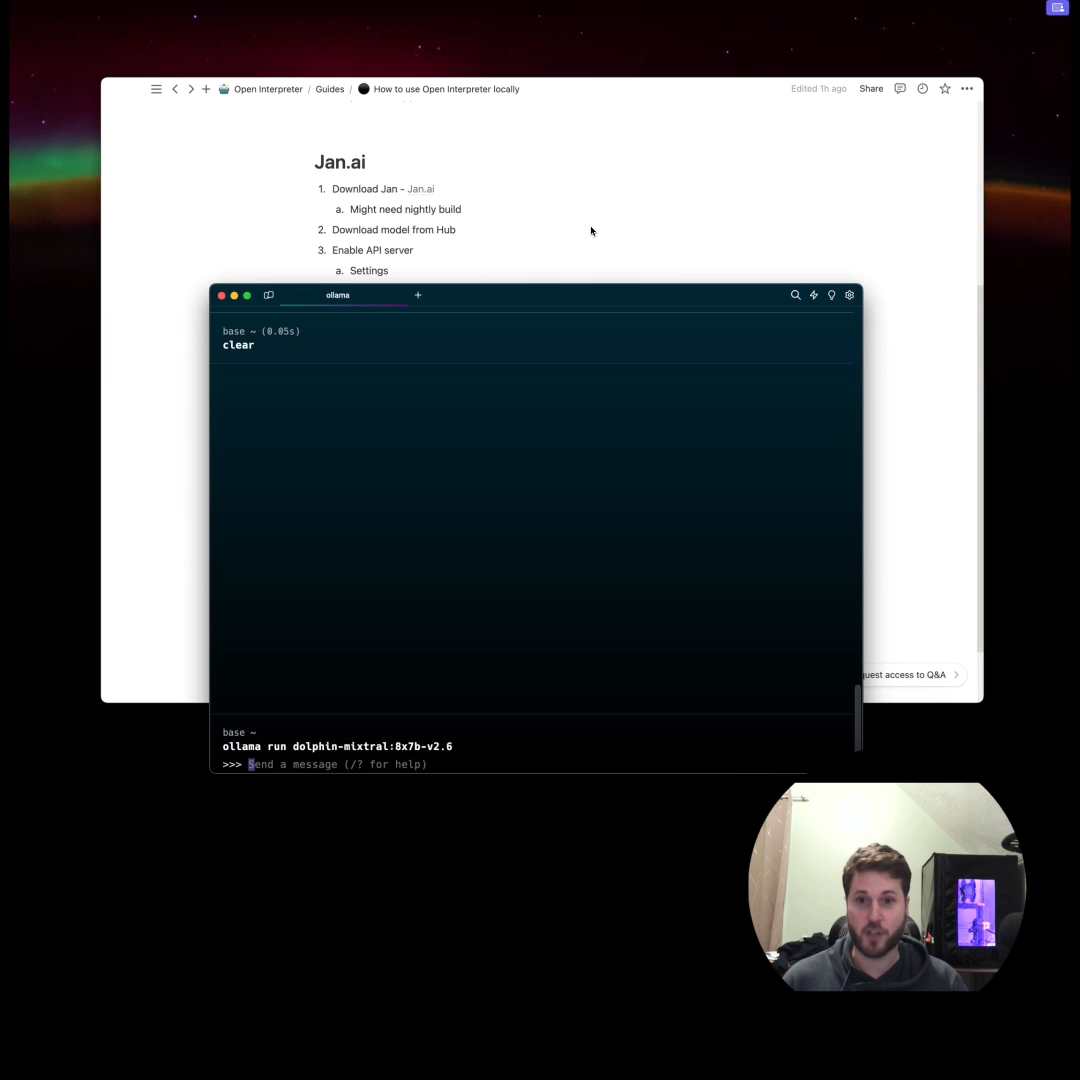 Open Interpreter / Guides / How to use Open Interpreter locally Edited 1h ago Share
Jan.ai
1. Download Jan - Jan.ai
a. Might need nightly build
2. Download model from Hub
3. Enable API server
a. Settings
ollama
base ~ (0.05s)
clear
uest access to Q&A
base ~
ollama run dolphin-mixtral:8x7b-v2.6
>>> Send a message (/? for help)